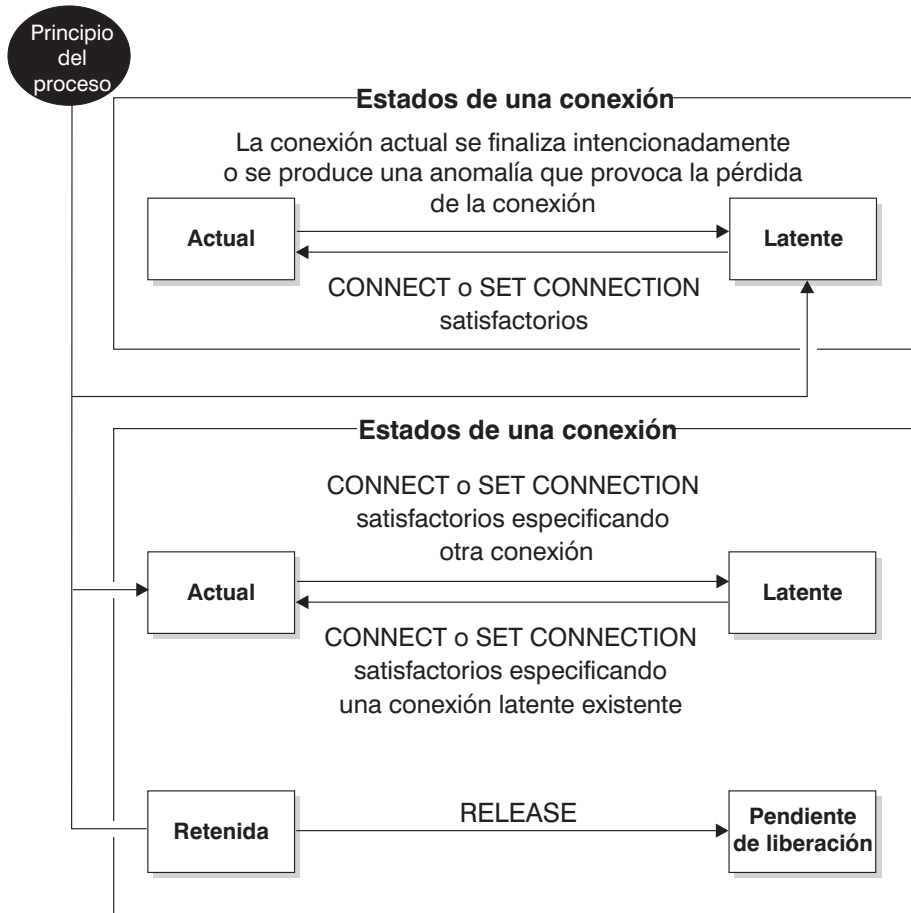 Principio
del
proceso
Estados de una conexión
La conexión actual se finaliza intencionadamente
o se produce una anomalía que provoca la pérdida
de la conexión
Actual
Latente
CONNECT o SET CONNECTION
satisfactorios
Estados de una conexión
CONNECT o SET CONNECTION
satisfactorios especificando
otra conexión
Actual
Latente
CONNECT o SET CONNECTION
satisfactorios especificando
una conexión latente existente
Retenida
RELEASE
Pendiente
de liberación